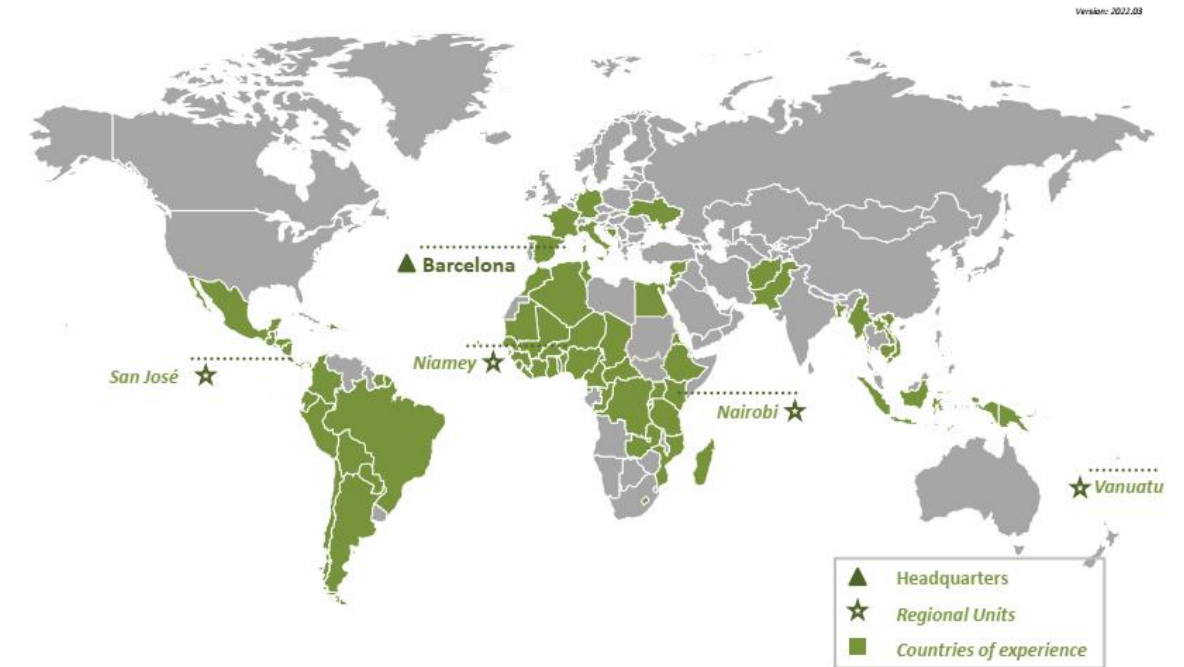 Version: 2022.03
Barcelona
San José
Niamey
Nairobi
Vanuatu
Headquarters
Regional Units
Countries of experience